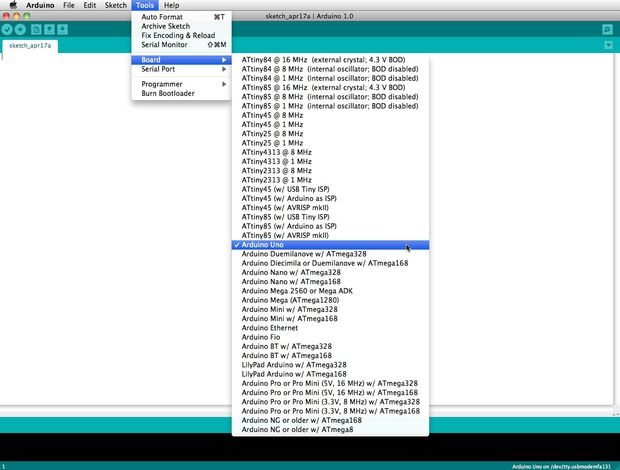 Arduino File Edit Sketch Tools Help
sketch_apr17a | Arduino 1.0
sketch_apr17a
Auto Format ⌘T
Archive Sketch
Fix Encoding & Reload
Serial Monitor ⇧⌘M
Board
Serial Port
Programmer
Burn Bootloader
ATtiny84 @ 16 MHz (external crystal; 4.3 V BOD)
ATtiny84 @ 8 MHz (internal oscillator; BOD disabled)
ATtiny84 @ 1 MHz (internal oscillator; BOD disabled)
ATtiny85 @ 16 MHz (external crystal; 4.3 V BOD)
ATtiny85 @ 8 MHz (internal oscillator; BOD disabled)
ATtiny85 @ 1 MHz (internal oscillator; BOD disabled)
ATtiny45 @ 8 MHz
ATtiny45 @ 1 MHz
ATtiny25 @ 8 MHz
ATtiny25 @ 1 MHz
ATtiny4313 @ 8 MHz
ATtiny4313 @ 1 MHz
ATtiny2313 @ 8 MHz
ATtiny2313 @ 1 MHz
ATtiny45 (w/ USB Tiny ISP)
ATtiny45 (w/ Arduino as ISP)
ATtiny45 (w/ AVRISP mkII)
ATtiny85 (w/ USB Tiny ISP)
ATtiny85 (w/ Arduino as ISP)
ATtiny85 (w/ AVRISP mkII)
✓ Arduino Uno
Arduino Duemilanove w/ ATmega328
Arduino Diecimila or Duemilanove w/ ATmega168
Arduino Nano w/ ATmega328
Arduino Nano w/ ATmega168
Arduino Mega 2560 or Mega ADK
Arduino Mega (ATmega1280)
Arduino Mini w/ ATmega328
Arduino Mini w/ ATmega168
Arduino Ethernet
Arduino Fio
Arduino BT w/ ATmega328
Arduino BT w/ ATmega168
LilyPad Arduino w/ ATmega328
LilyPad Arduino w/ ATmega168
Arduino Pro or Pro Mini (5V, 16 MHz) w/ ATmega328
Arduino Pro or Pro Mini (5V, 16 MHz) w/ ATmega168
Arduino Pro or Pro Mini (3.3V, 8 MHz) w/ ATmega328
Arduino Pro or Pro Mini (3.3V, 8 MHz) w/ ATmega168
Arduino NG or older w/ ATmega168
Arduino NG or older w/ ATmega8
1
Arduino Uno on /dev/tty.usbmodemfa131